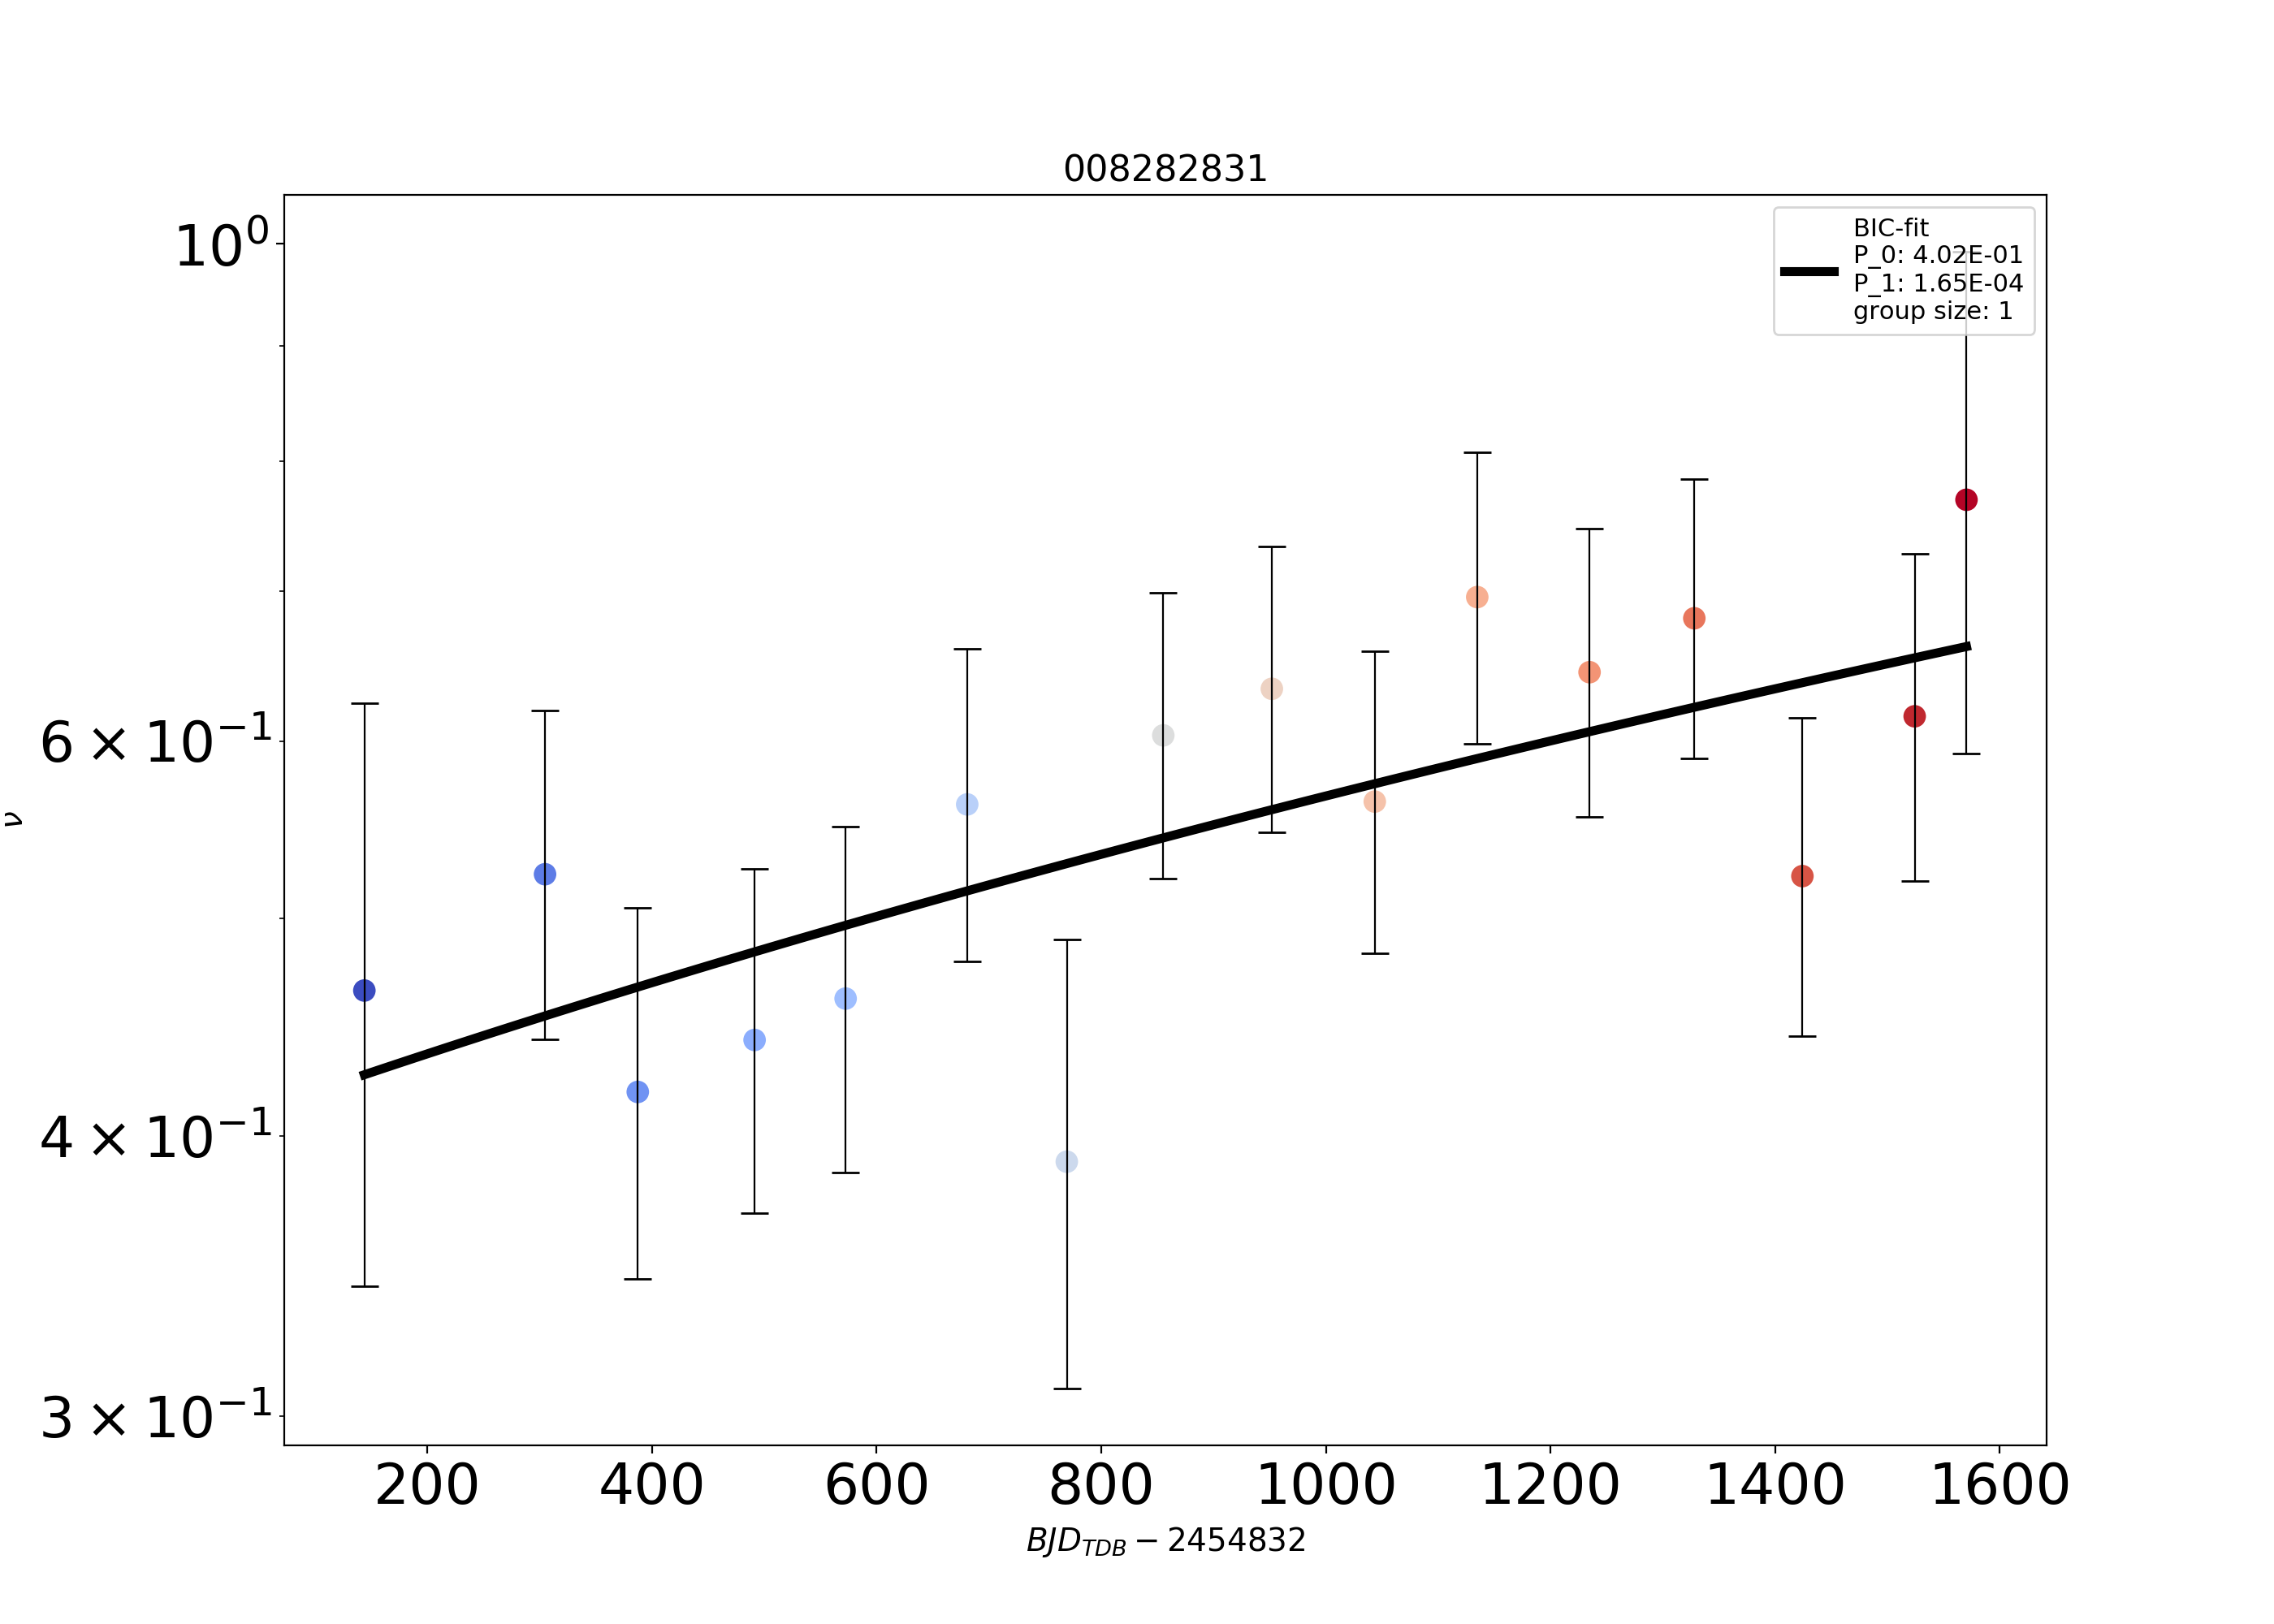 008282831
10^0
6 × 10^−1
4 × 10^−1
3 × 10^−1
ν
BIC-fit
P_0: 4.02E-01
P_1: 1.65E-04
group size: 1
200 400 600 800 1000 1200 1400 1600
BJD_TDB − 2454832